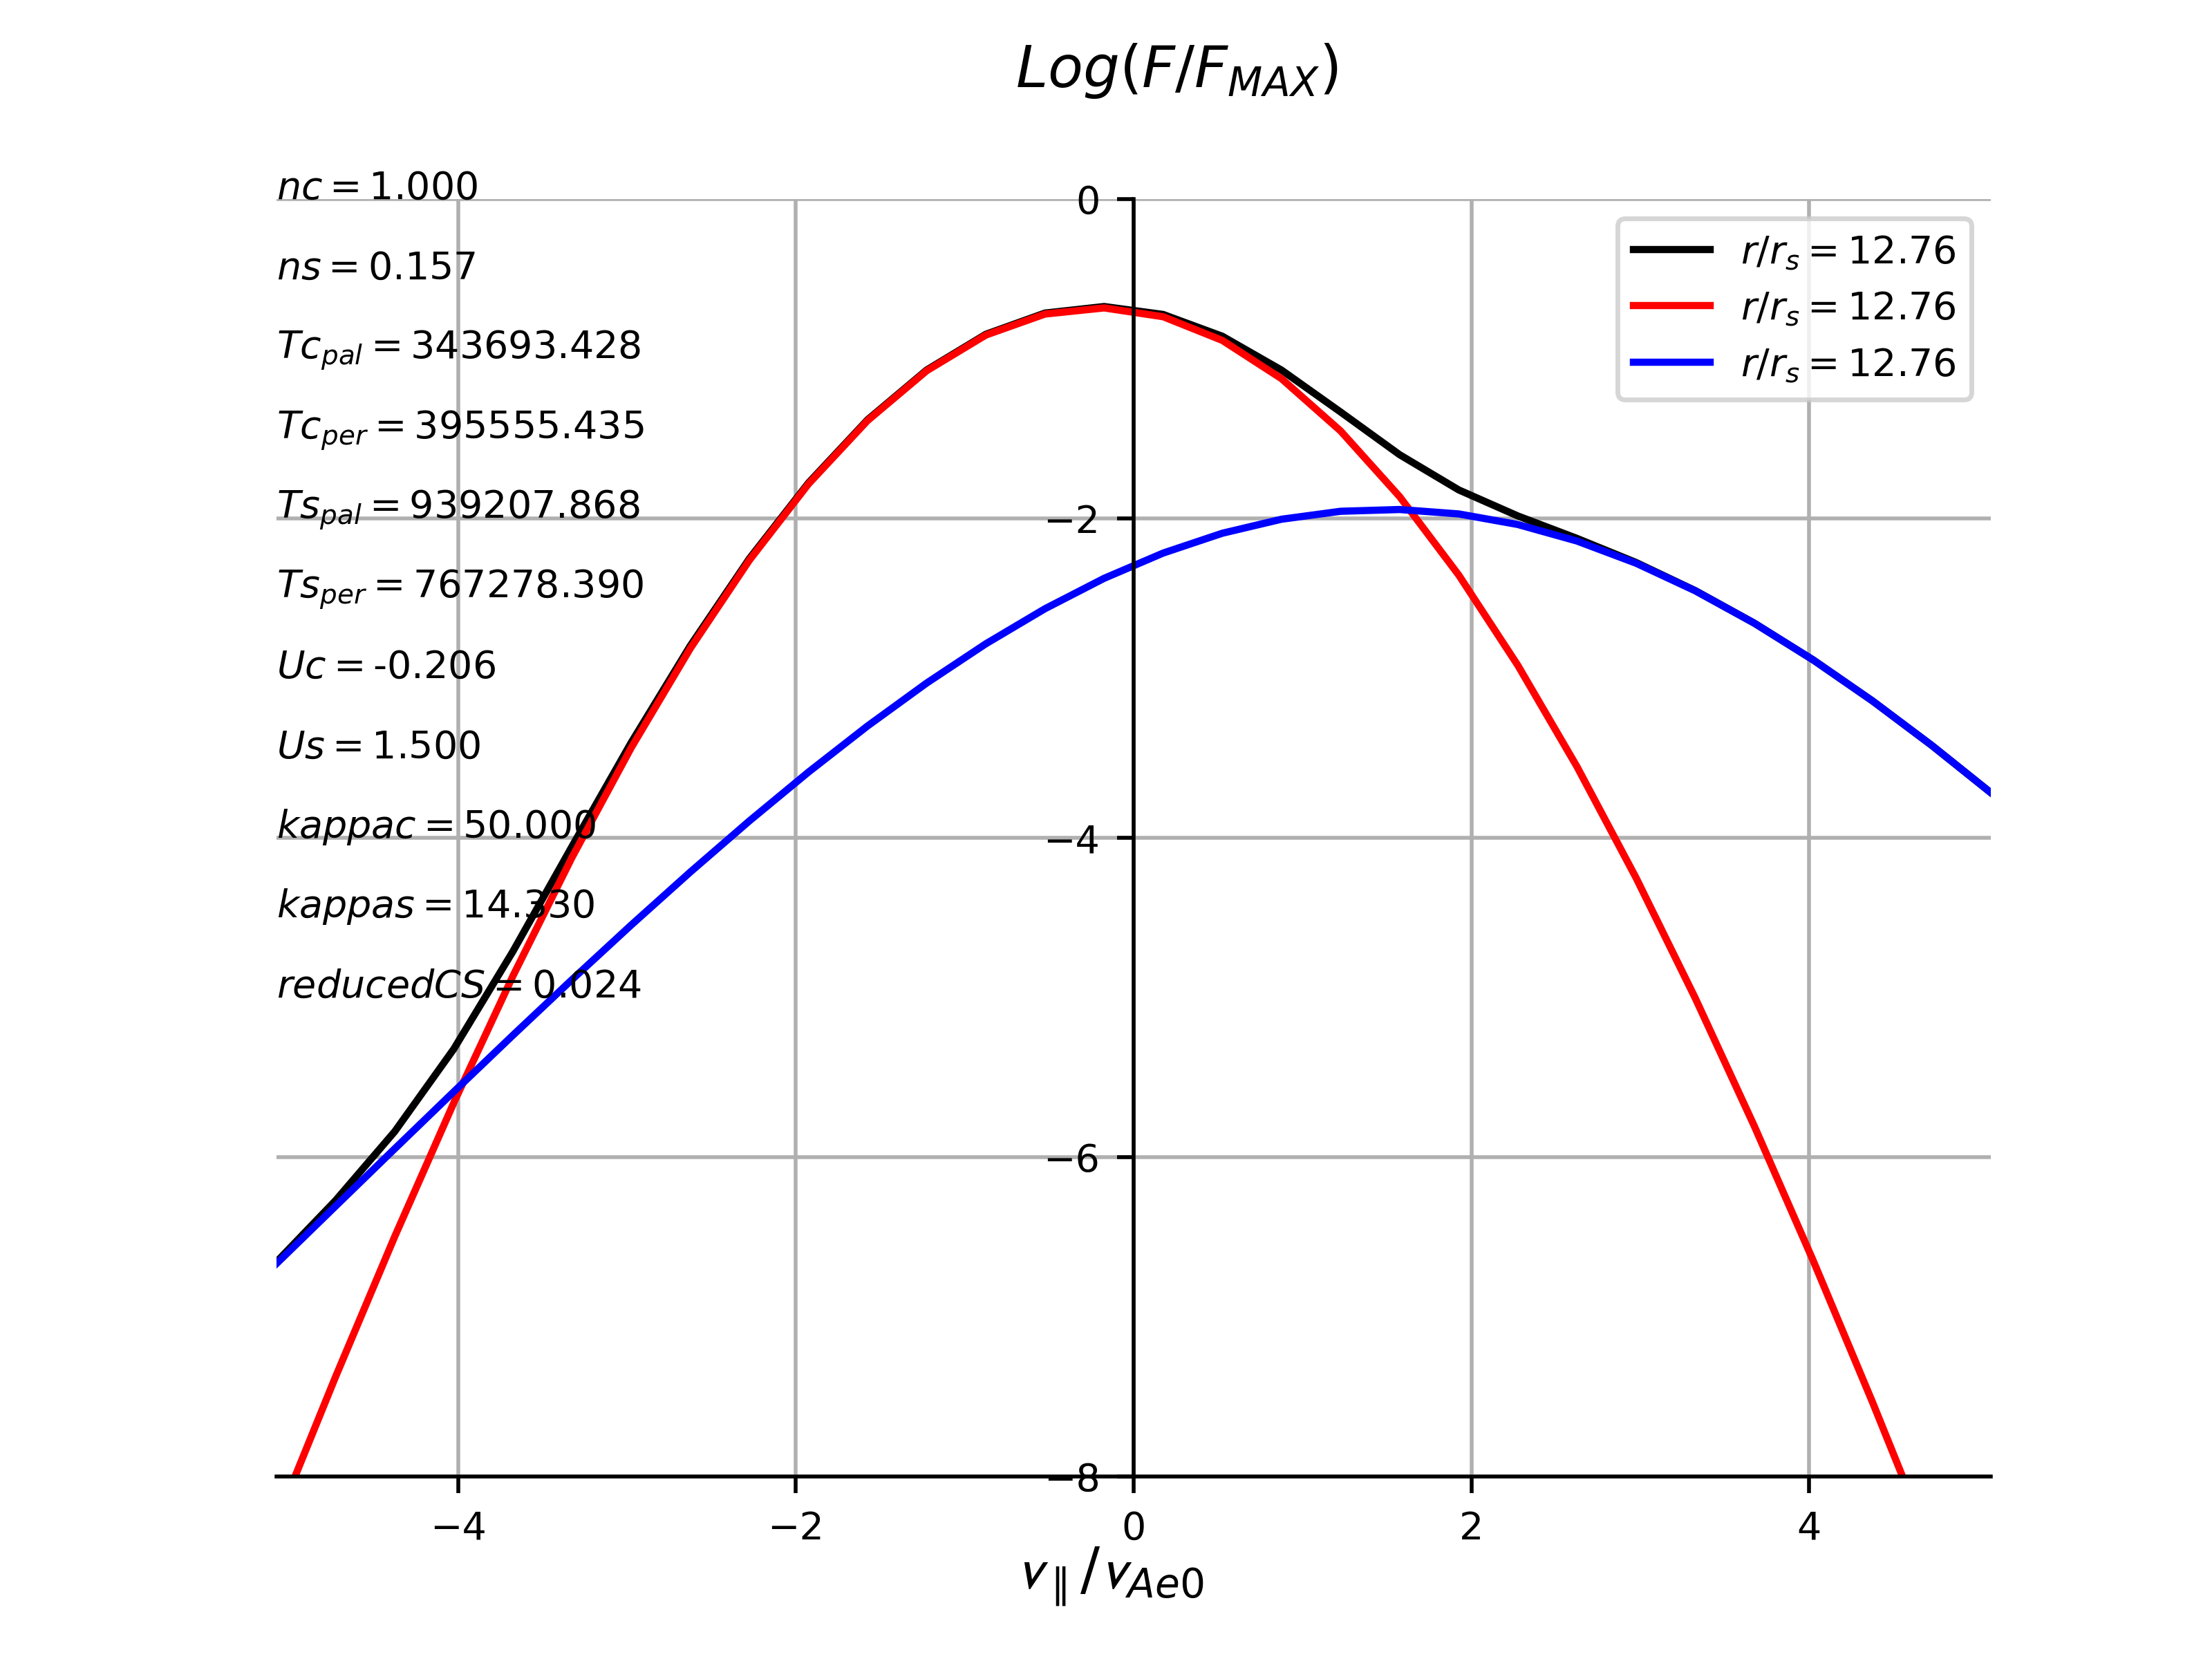 Log(F/F_MAX)
nc = 1.000
ns = 0.157
Tc_pal = 343693.428
Tc_per = 395555.435
Ts_pal = 939207.868
Ts_per = 767278.390
Uc = -0.206
Us = 1.500
kappac = 50.000
kappas = 14.330
reducedCS = 0.024
r/r_s = 12.76
r/r_s = 12.76
r/r_s = 12.76
0
−2
−4
−6
−8
−4 −2 0 2 4
v_∥/v_Ae0